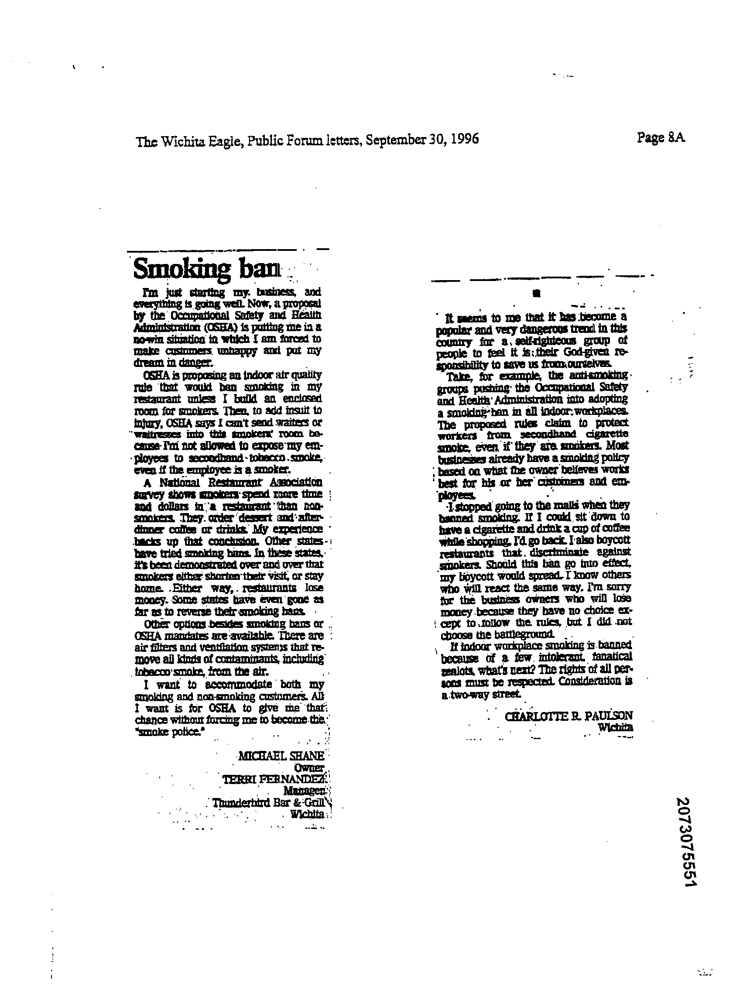 The Wichita Eagle, Public Forum letters, September 30, 1996
Page 8A
Smoking ban
I'm just starting my business, and
everything is going well. Now, a proposal
by the Occupational Safety and Health
Administration (OSHA) is putting me in a
no-win situation in which I am forced to
make customers unhappy and put my
dream in danger.
OSHA is proposing an indoor air quality
rule that would ban smoking in my
restaurant unless I build an enclosed
room for smokers. Then, to add insult to
injury, OSHA says I can't send waiters or
waitresses into this smokers' room be-
cause I'm not allowed to expose my em-
ployees to secondhand tobacco smoke,
even if the employee is a smoker.
A National Restaurant Association
survey shows smokers spend more time
and dollars in a restaurant than non-
smokers. They order dessert and after-
dinner coffee or drinks. My experience
backs up that conclusion. Other states
have tried smoking bans. In these states,
it's been demonstrated over and over that
smokers either shorten their visit, or stay
home. Either way, restaurants lose
money. Some states have even gone as
far as to reverse their smoking bans.
Other options besides smoking bans or
OSHA mandates are available. There are
air filters and ventilation systems that re-
move all kinds of contaminants, including
tobacco smoke, from the air.
I want to accommodate both my
smoking and non-smoking customers. All
I want is for OSHA to give me that
chance without forcing me to become the
"smoke police."
MICHAEL SHANE
Owner
TERRI FERNANDEZ
Manager
Thunderbird Bar & Grill
Wichita
It seems to me that it has become a
popular and very dangerous trend in this
country for a self-righteous group of
people to feel it is their God-given re-
sponsibility to save us from ourselves.
Take, for example, the anti-smoking
groups pushing the Occupational Safety
and Health Administration into adopting
a smoking ban in all indoor workplaces.
The proposed rules claim to protect
workers from secondhand cigarette
smoke, even if they are smokers. Most
businesses already have a smoking policy
based on what the owner believes works
best for his or her customers and em-
ployees.
I stopped going to the malls when they
banned smoking. If I could sit down to
have a cigarette and drink a cup of coffee
while shopping, I'd go back. I also boycott
restaurants that discriminate against
smokers. Should this ban go into effect,
my boycott would spread. I know others
who will react the same way. I'm sorry
for the business owners who will lose
money because they have no choice ex-
cept to follow the rules, but I did not
choose the battleground.
If indoor workplace smoking is banned
because of a few intolerant, fanatical
zealots, what's next? The rights of all per-
sons must be respected. Consideration is
a two-way street.
CHARLOTTE R. PAULSON
Wichita
2073075551